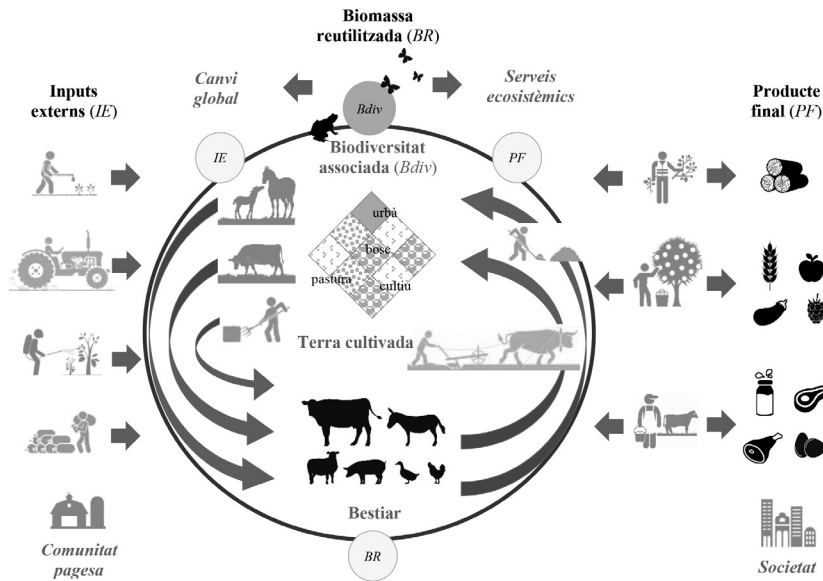 Biomassa
reutilitzada (BR)
Inputs
externs (IE)
Canvi
global
Serveis
ecosistèmics
Producte
final (PF)
Bdiv
IE
Biodiversitat
associada (Bdiv)
PF
urbà
bosc
pastura
cultiu
Terra cultivada
Bestiar
BR
Comunitat
pagesa
Societat